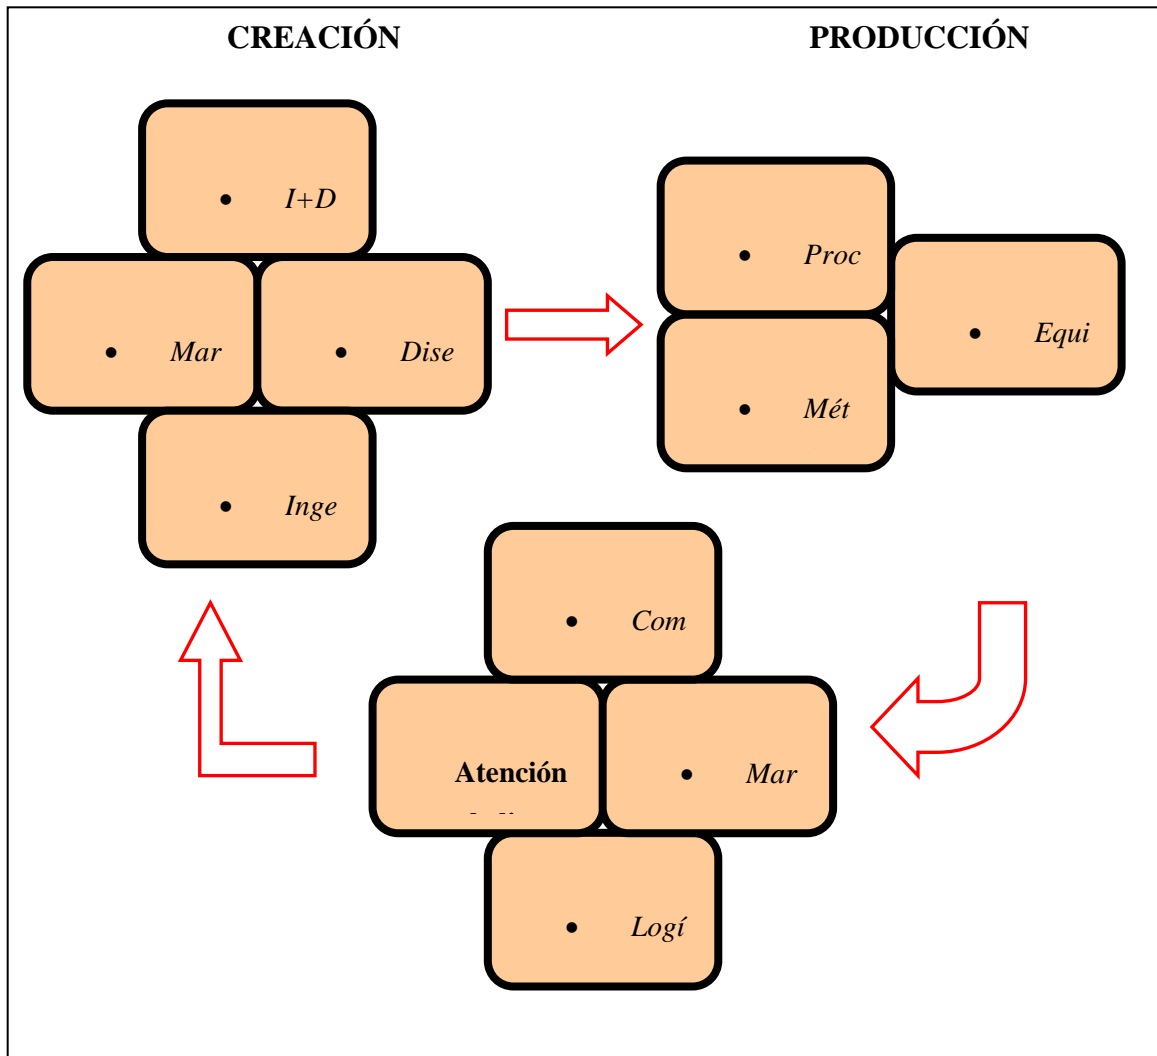 CREACIÓN
PRODUCCIÓN
• I+D
• Mar
• Dise
• Inge
• Proc
• Equi
• Mét
• Com
Atención
• Mar
• Logí